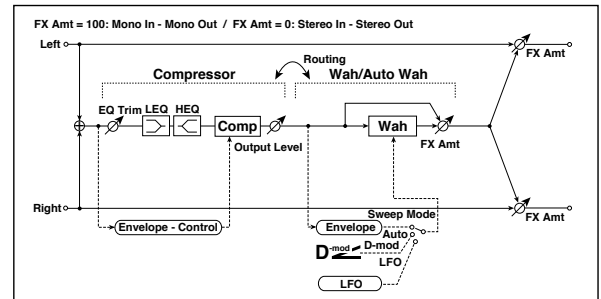 FX Amt = 100: Mono In - Mono Out / FX Amt = 0: Stereo In - Stereo Out
Left
FX Amt
Routing
Compressor
Wah/Auto Wah
EQ Trim
LEQ
HEQ
Comp
Wah
Output Level
FX Amt
Right
FX Amt
Sweep Mode
Envelope - Control
Envelope
Auto
D-mod
D-mod
LFO
LFO